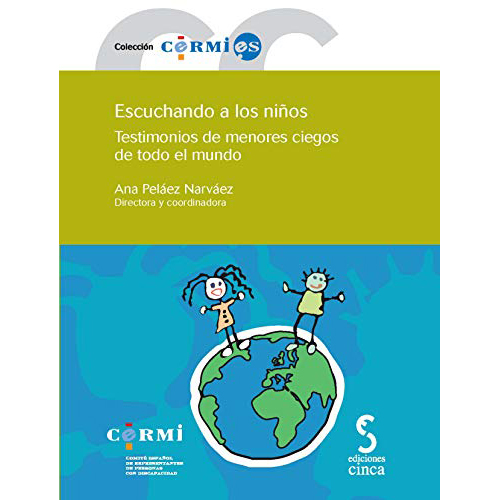 Colección CERMI.ES
Escuchando a los niños
Testimonios de menores ciegos
de todo el mundo
Ana Peláez Narváez
Directora y coordinadora
CERMI
COMITÉ ESPAÑOL
DE REPRESENTANTES
DE PERSONAS
CON DISCAPACIDAD
ediciones
cinca